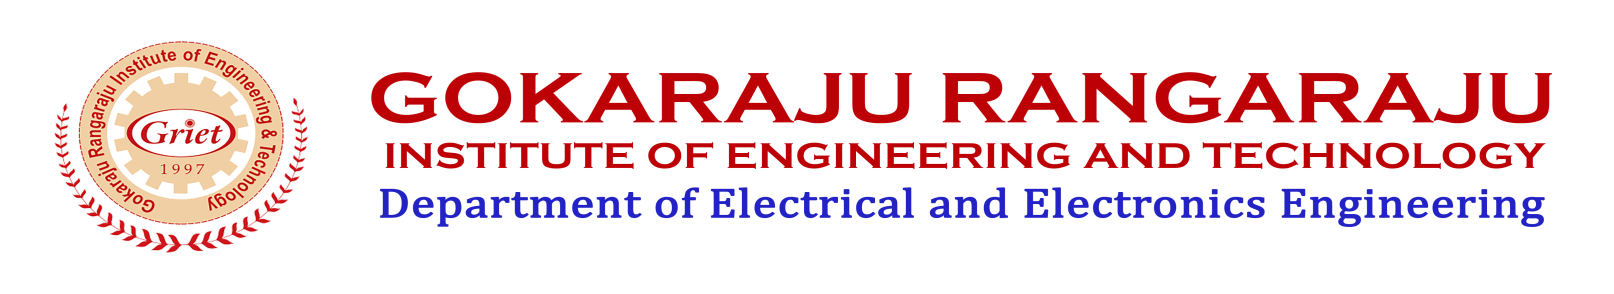 Gokaraju Rangaraju Institute of Engineering & Technology
Griet
1997
GOKARAJU RANGARAJU
INSTITUTE OF ENGINEERING AND TECHNOLOGY
Department of Electrical and Electronics Engineering